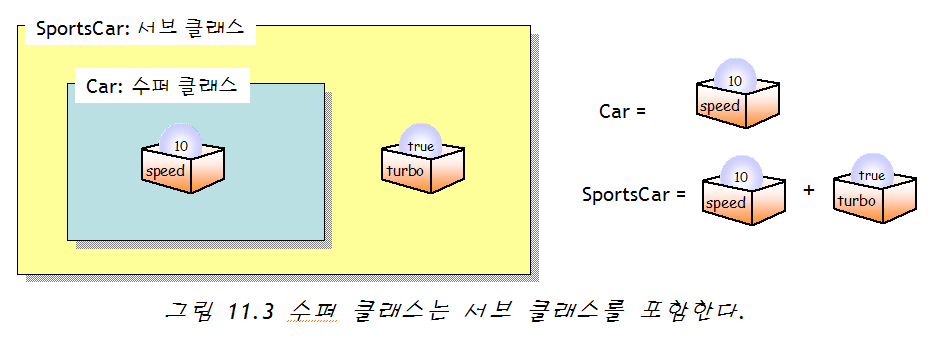 SportsCar: 서브 클래스
Car: 수퍼 클래스
10
speed
true
turbo
Car =
10
speed
SportsCar =
10
speed
+
true
turbo
그림 11.3 수퍼 클래스는 서브 클래스를 포함한다.